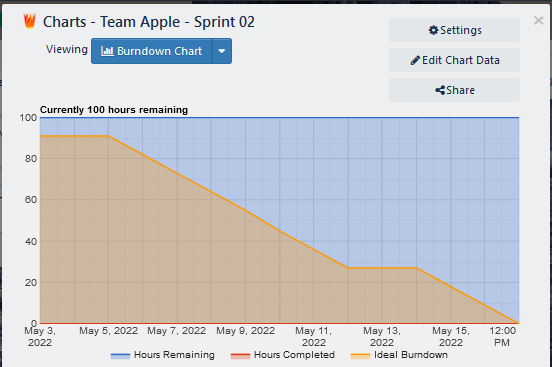 Charts - Team Apple - Sprint 02
×
Viewing
Burndown Chart
Settings
Edit Chart Data
Share
Currently 100 hours remaining
100
80
60
40
20
0
May 3,
2022
May 5, 2022
May 7, 2022
May 9, 2022
May 11,
2022
May 13,
2022
May 15,
2022
12:00
PM
Hours Remaining
Hours Completed
Ideal Burndown